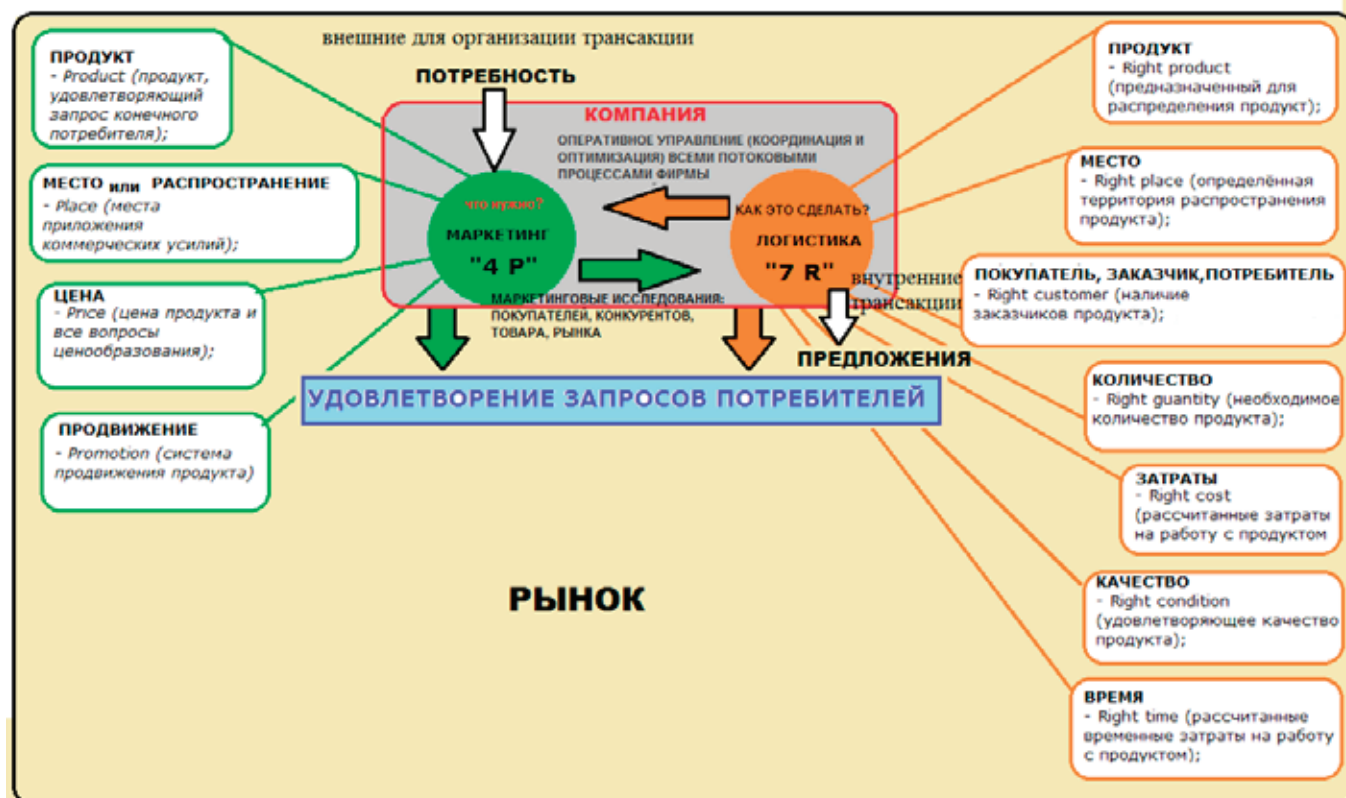 внешние для организации трансакции
ПОТРЕБНОСТЬ
ПРОДУКТ
- Product (продукт,
удовлетворяющий
запрос конечного
потребителя);
МЕСТО или РАСПРОСТРАНЕНИЕ
- Place (места
приложения
коммерческих усилий);
ЦЕНА
- Price (цена продукта и
все вопросы
ценообразования);
ПРОДВИЖЕНИЕ
- Promotion (система
продвижения продукта)
КОМПАНИЯ
ОПЕРАТИВНОЕ УПРАВЛЕНИЕ (КООРДИНАЦИЯ И
ОПТИМИЗАЦИЯ) ВСЕМИ ПОТОКОВЫМИ
ПРОЦЕССАМИ ФИРМЫ
что нужно?
МАРКЕТИНГ
"4 P"
КАК ЭТО СДЕЛАТЬ?
ЛОГИСТИКА
"7 R"
внутренние
трансакции
МАРКЕТИНГОВЫЕ ИССЛЕДОВАНИЯ:
ПОКУПАТЕЛЕЙ, КОНКУРЕНТОВ,
ТОВАРА, РЫНКА
ПРЕДЛОЖЕНИЯ
УДОВЛЕТВОРЕНИЕ ЗАПРОСОВ ПОТРЕБИТЕЛЕЙ
РЫНОК
ПРОДУКТ
- Right product
(предназначенный для
распределения продукт);
МЕСТО
- Right place (определённая
территория распространения
продукта);
ПОКУПАТЕЛЬ, ЗАКАЗЧИК,ПОТРЕБИТЕЛЬ
- Right customer (наличие
заказчиков продукта);
КОЛИЧЕСТВО
- Right guantity (необходимое
количество продукта);
ЗАТРАТЫ
- Right cost
(рассчитанные затраты
на работу с продуктом
КАЧЕСТВО
- Right condition
(удовлетворяющее качество
продукта);
ВРЕМЯ
- Right time (рассчитанные
временные затраты на работу
с продуктом);